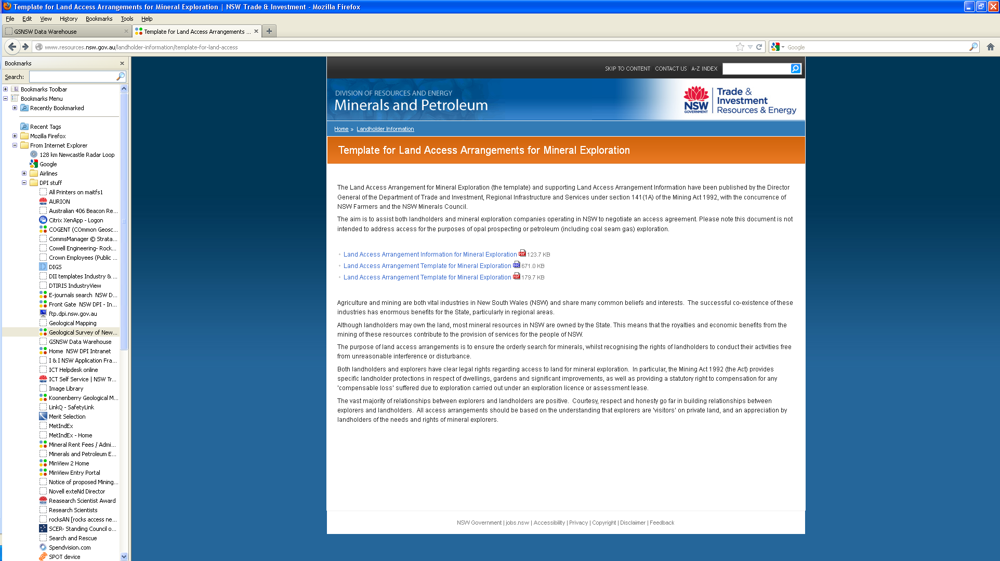 Template for Land Access Arrangements for Mineral Exploration | NSW Trade & Investment - Mozilla Firefox
File Edit View History Bookmarks Tools Help
GSNSW Data Warehouse
Template for Land Access Arrangements ...
www.resources.nsw.gov.au/landholder-information/template-for-land-access
Google
Bookmarks
Search:
Bookmarks Toolbar
Bookmarks Menu
Recently Bookmarked
Recent Tags
Mozilla Firefox
From Internet Explorer
128 km Newcastle Radar Loop
Google
Airlines
DPI stuff
All Printers on maitfs1
AURION
Australian 406 Beacon Re...
Citrix XenApp - Logon
COGENT (COmmon Geosc...
CommsManager © Strata...
Cowell Engineering- Rock...
Crown Employees (Public ...
DIGS
DII templates Industry & ...
DTIRIS IndustryView
E-journals search NSW D...
Front Gate NSW DPI - In...
ftp.dpi.nsw.gov.au
Geological Mapping
Geological Survey of New...
GSNSW Data Warehouse
Home NSW DPI Intranet
I & I NSW Application Fra...
ICT Helpdesk online
ICT Self Service | NSW Tr...
Image Library
Koonenberry Geological M...
LinkQ - SafetyLink
Merit Selection
MetIndEx
MetIndEx - Home
Mineral Rent Fees / Admi...
Minerals and Petroleum E...
MinView 2 Home
MinView Entry Portal
Notice of proposed Mining...
Novell exteNd Director
Reasearch Scientist Award
Research Scientists
rocksAN [rocks access ne...
SCER- Standing Council o...
Search and Rescue
Spendvision.com
SPOT device
SKIP TO CONTENT CONTACT US A-Z INDEX
DIVISION OF RESOURCES AND ENERGY
Minerals and Petroleum
NSW
GOVERNMENT
Trade &
Investment
Resources & Energy
Home » Landholder Information
Template for Land Access Arrangements for Mineral Exploration
The Land Access Arrangement for Mineral Exploration (the template) and supporting Land Access Arrangement Information have been published by the Director
General of the Department of Trade and Investment, Regional Infrastructure and Services under section 141(1A) of the Mining Act 1992, with the concurrence of
NSW Farmers and the NSW Minerals Council.
The aim is to assist both landholders and mineral exploration companies operating in NSW to negotiate an access agreement. Please note this document is not
intended to address access for the purposes of opal prospecting or petroleum (including coal seam gas) exploration.
Land Access Arrangement Information for Mineral Exploration PDF 123.7 KB
Land Access Arrangement Template for Mineral Exploration DOC 671.0 KB
Land Access Arrangement Template for Mineral Exploration PDF 179.7 KB
Agriculture and mining are both vital industries in New South Wales (NSW) and share many common beliefs and interests. The successful co-existence of these
industries has enormous benefits for the State, particularly in regional areas.
Although landholders may own the land, most mineral resources in NSW are owned by the State. This means that the royalties and economic benefits from the
mining of these resources contribute to the provision of services for the people of NSW.
The purpose of land access arrangements is to ensure the orderly search for minerals, whilst recognising the rights of landholders to conduct their activities free
from unreasonable interference or disturbance.
Both landholders and explorers have clear legal rights regarding access to land for mineral exploration. In particular, the Mining Act 1992 (the Act) provides
specific landholder protections in respect of dwellings, gardens and significant improvements, as well as providing a statutory right to compensation for any
'compensable loss' suffered due to exploration carried out under an exploration licence or assessment lease.
The vast majority of relationships between explorers and landholders are positive. Courtesy, respect and honesty go far in building relationships between
explorers and landholders. All access arrangements should be based on the understanding that explorers are 'visitors' on private land, and an appreciation by
landholders of the needs and rights of mineral explorers.
NSW Government | jobs.nsw | Accessibility | Privacy | Copyright | Disclaimer | Feedback